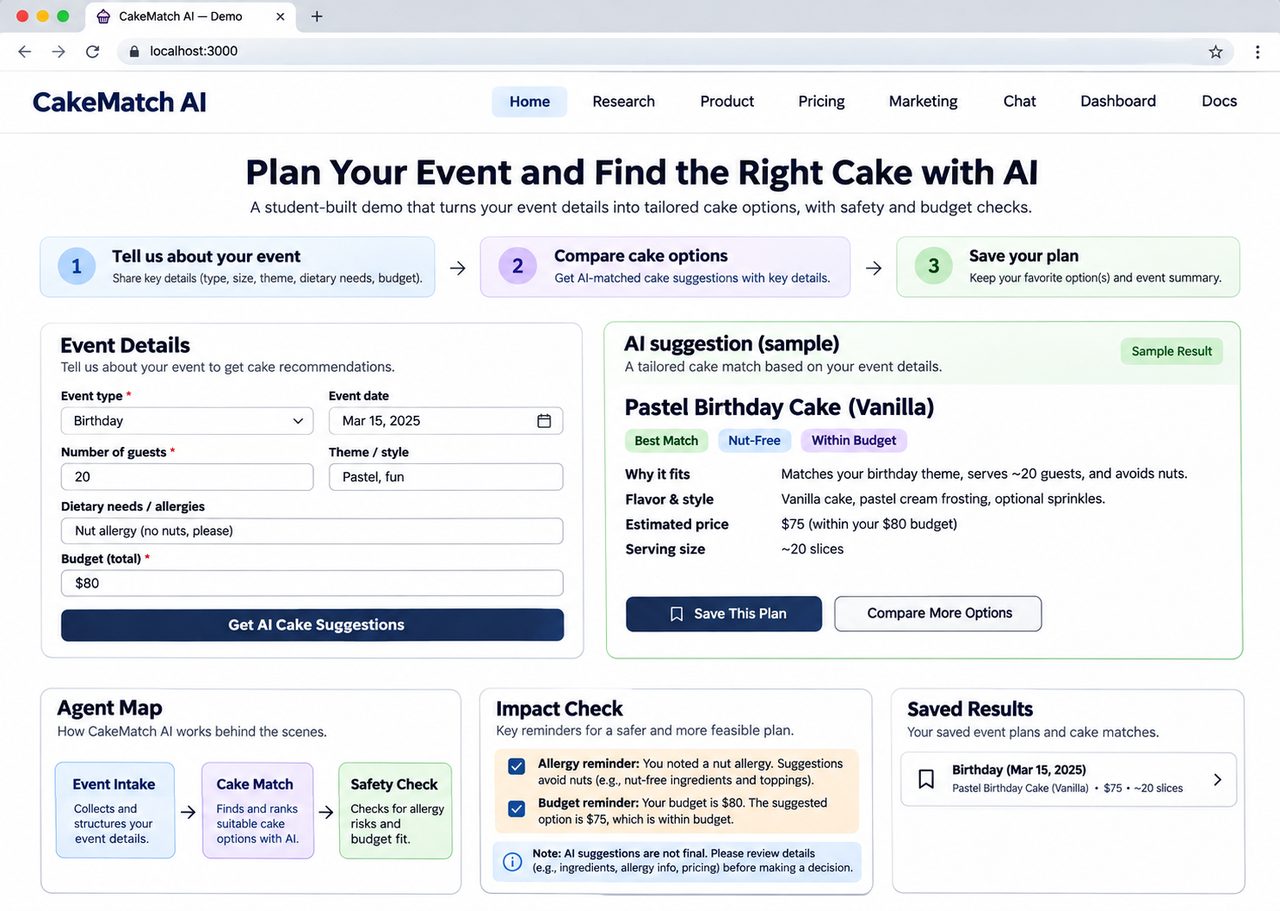 CakeMatch AI — Demo
localhost:3000
CakeMatch AI
Home
Research
Product
Pricing
Marketing
Chat
Dashboard
Docs
Plan Your Event and Find the Right Cake with AI
A student-built demo that turns your event details into tailored cake options, with safety and budget checks.
1
Tell us about your event
Share key details (type, size, theme, dietary needs, budget).
2
Compare cake options
Get AI-matched cake suggestions with key details.
3
Save your plan
Keep your favorite option(s) and event summary.
Event Details
Tell us about your event to get cake recommendations.
Event type *
Birthday
Event date
Mar 15, 2025
Number of guests *
20
Theme / style
Pastel, fun
Dietary needs / allergies
Nut allergy (no nuts, please)
Budget (total) *
$80
Get AI Cake Suggestions
AI suggestion (sample)
A tailored cake match based on your event details.
Sample Result
Pastel Birthday Cake (Vanilla)
Best Match
Nut-Free
Within Budget
Why it fits
Matches your birthday theme, serves ~20 guests, and avoids nuts.
Flavor & style
Vanilla cake, pastel cream frosting, optional sprinkles.
Estimated price
$75 (within your $80 budget)
Serving size
~20 slices
Save This Plan
Compare More Options
Agent Map
How CakeMatch AI works behind the scenes.
Event Intake
Collects and
structures your
event details.
Cake Match
Finds and ranks
suitable cake
options with AI.
Safety Check
Checks for allergy
risks and
budget fit.
Impact Check
Key reminders for a safer and more feasible plan.
Allergy reminder: You noted a nut allergy. Suggestions
avoid nuts (e.g., nut-free ingredients and toppings).
Budget reminder: Your budget is $80. The suggested
option is $75, which is within budget.
Note: AI suggestions are not final. Please review details
(e.g., ingredients, allergy info, pricing) before making a decision.
Saved Results
Your saved event plans and cake matches.
Birthday (Mar 15, 2025)
Pastel Birthday Cake (Vanilla) • $75 • ~20 slices